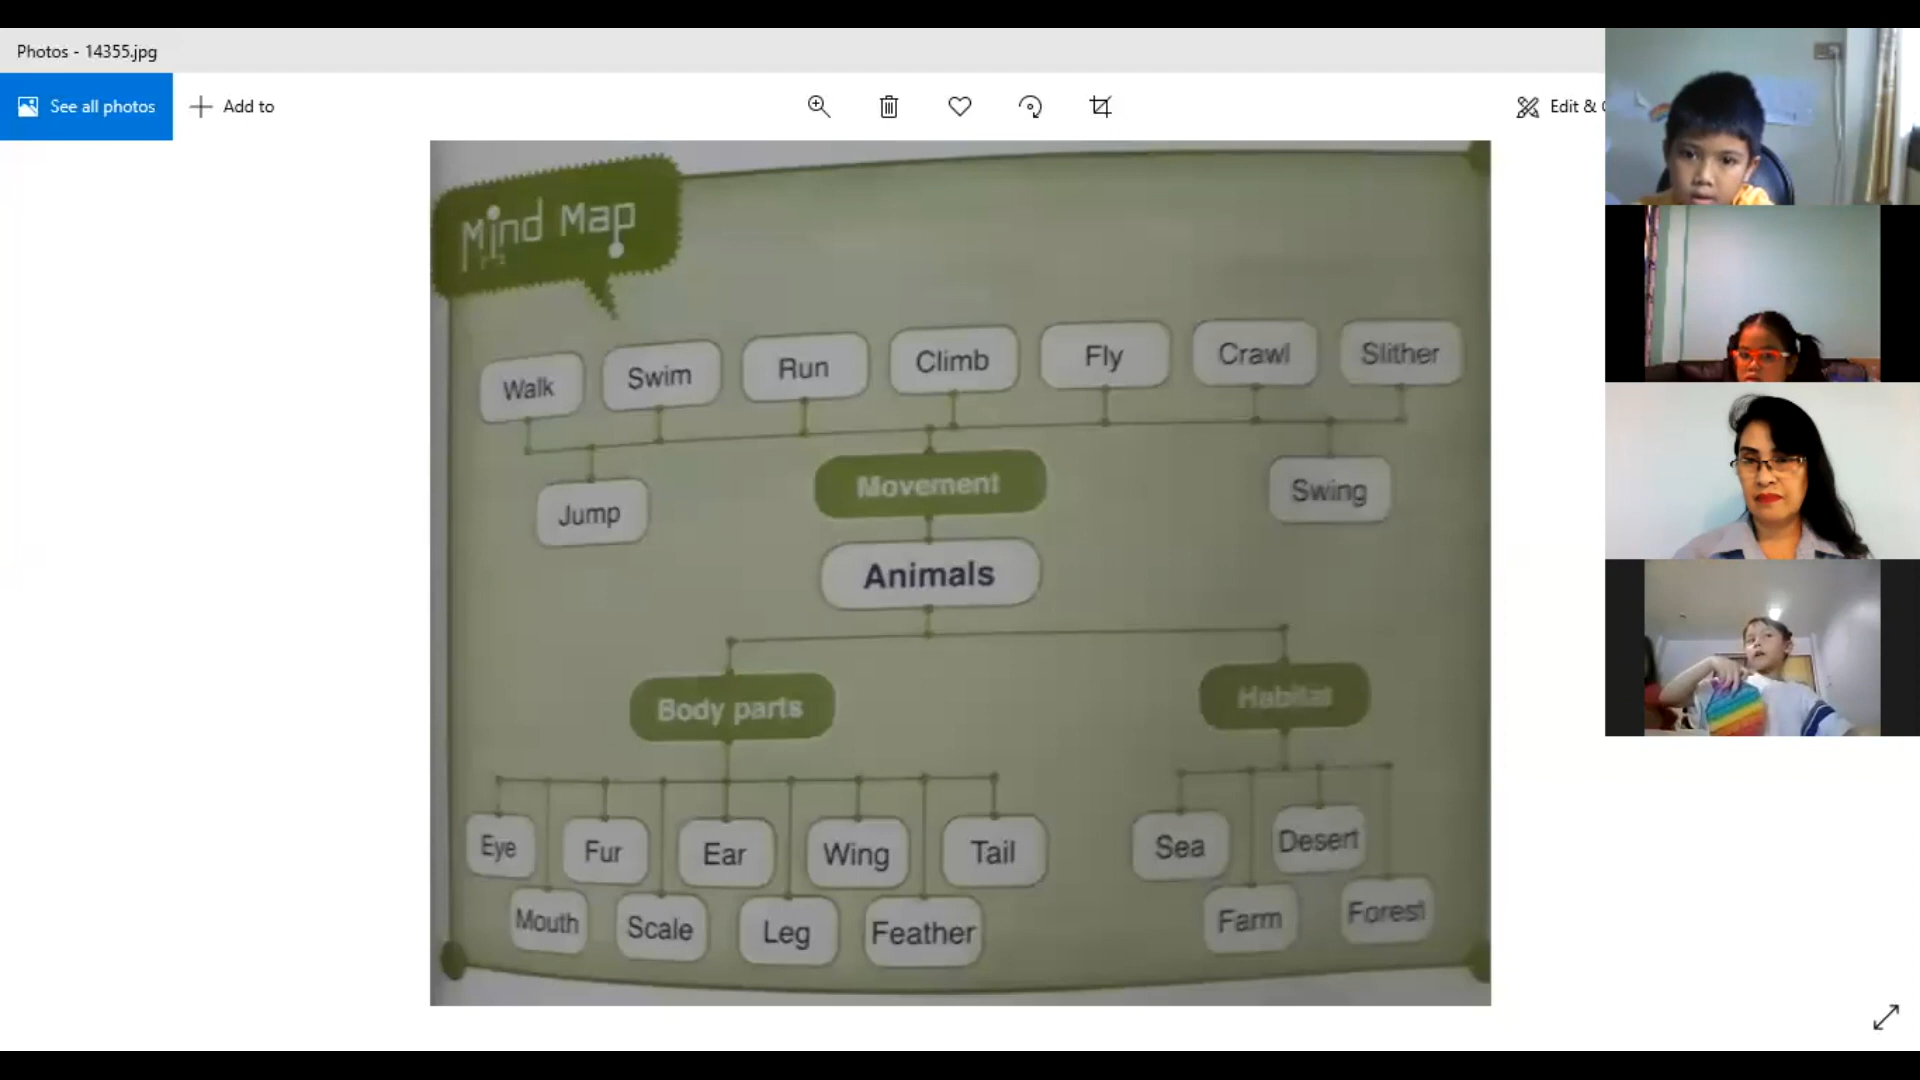 Photos - 14355.jpg
See all photos
Add to
Edit &
Mind Map
Walk Swim Run Climb Fly Crawl Slither
Jump Movement Swing
Animals
Body parts Habitat
Eye Fur Ear Wing Tail Sea Desert
Mouth Scale Leg Feather Farm Forest